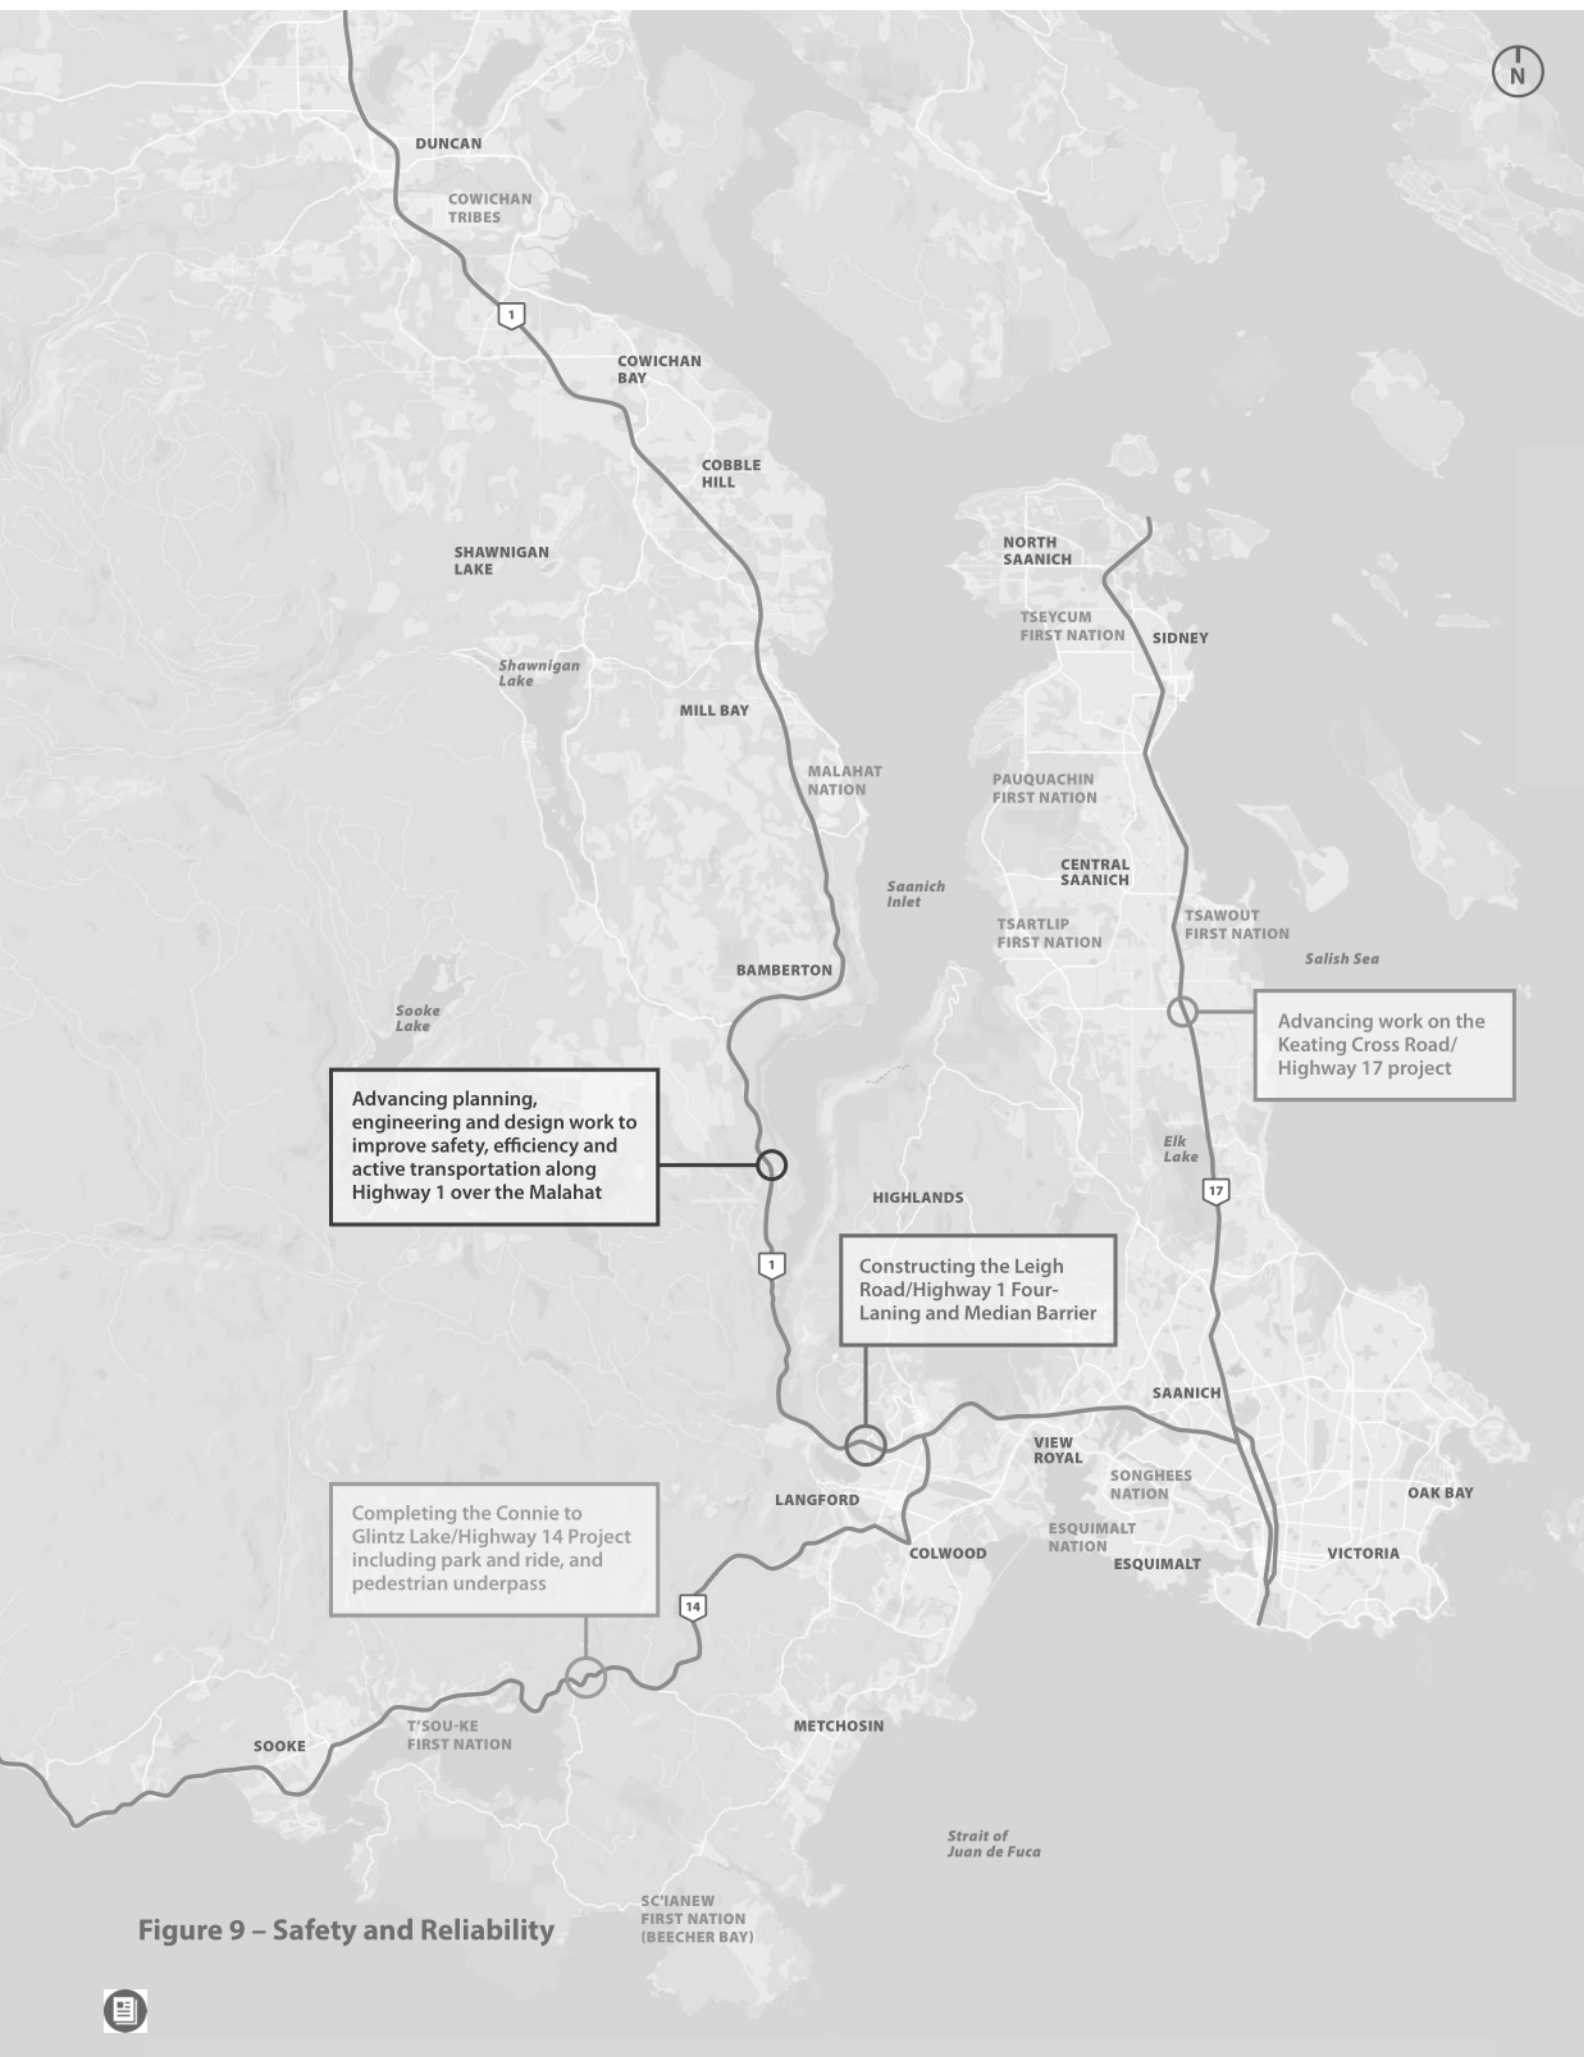 N
DUNCAN
COWICHAN
TRIBES
1
COWICHAN
BAY
COBBLE
HILL
SHAWNIGAN
LAKE
NORTH
SAANICH
TSEYCUM
FIRST NATION
SIDNEY
Shawnigan
Lake
MILL BAY
MALAHAT
NATION
PAUQUACHIN
FIRST NATION
CENTRAL
SAANICH
Saanich
Inlet
TSARTLIP
FIRST NATION
TSAWOUT
FIRST NATION
Salish Sea
BAMBERTON
Sooke
Lake
Advancing work on the
Keating Cross Road/
Highway 17 project
Advancing planning,
engineering and design work to
improve safety, efficiency and
active transportation along
Highway 1 over the Malahat
Elk
Lake
17
HIGHLANDS
1
Constructing the Leigh
Road/Highway 1 Four-
Laning and Median Barrier
SAANICH
VIEW
ROYAL
SONGHEES
NATION
OAK BAY
LANGFORD
Completing the Connie to
Glintz Lake/Highway 14 Project
including park and ride, and
pedestrian underpass
ESQUIMALT
NATION
COLWOOD
ESQUIMALT
VICTORIA
14
T'SOU-KE
FIRST NATION
METCHOSIN
SOOKE
Strait of
Juan de Fuca
SC'IANEW
FIRST NATION
(BEECHER BAY)
Figure 9 – Safety and Reliability